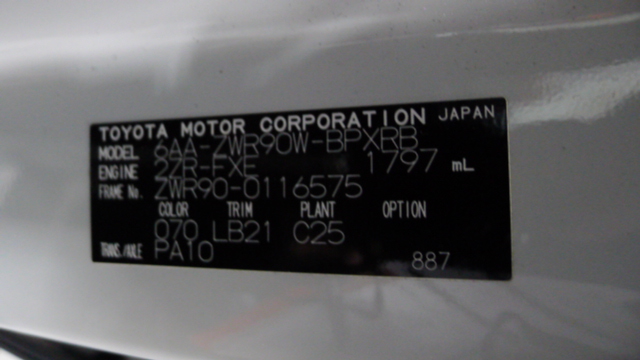 TOYOTA MOTOR CORPORATION JAPAN
MODEL 6AA-ZWR90W-BPXRB
ENGINE 2ZR-FXE 1797 mL
FRAME No. ZWR90-0116575
COLOR TRIM PLANT OPTION
070 LB21 C25
TRANS./AXLE PA10 887